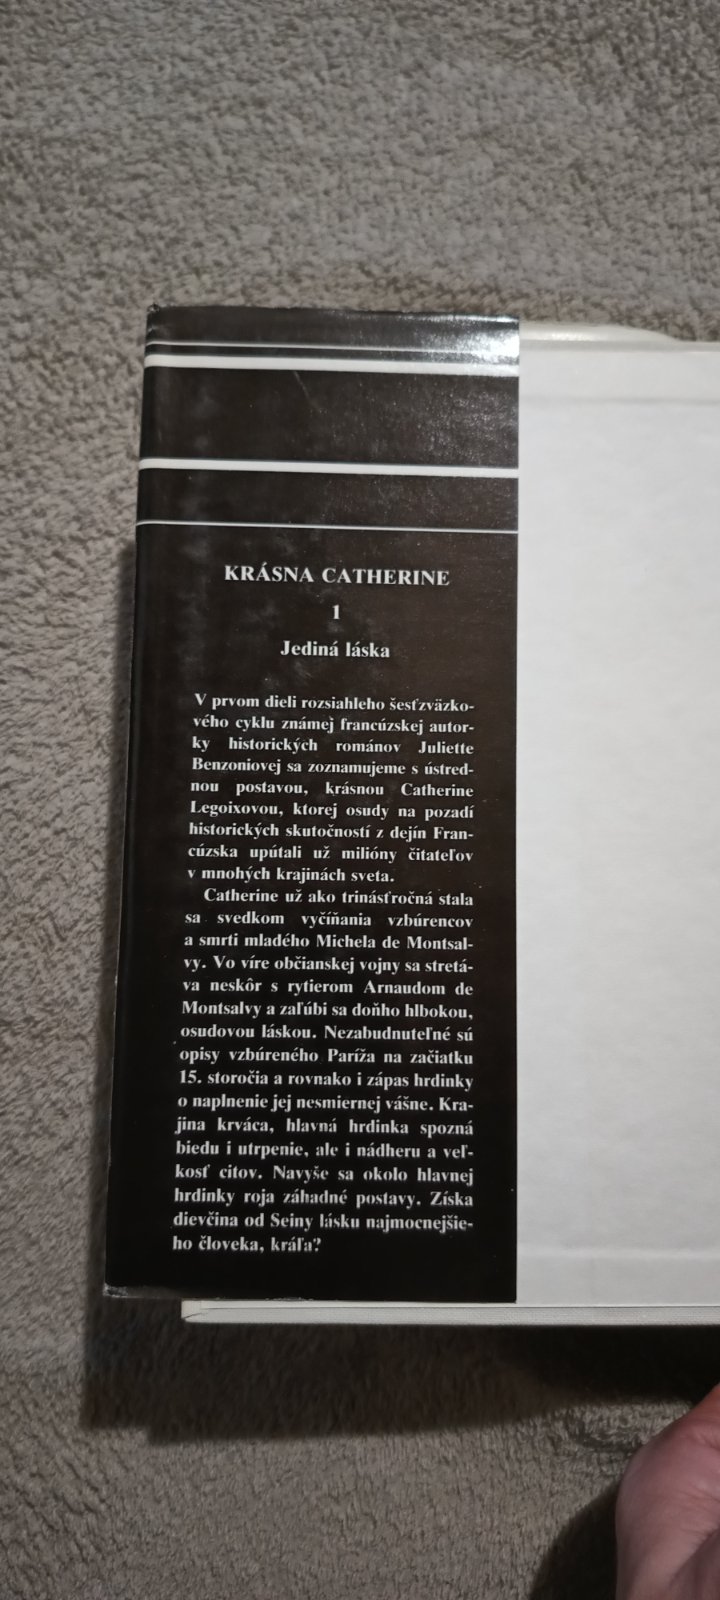 KRÁSNA CATHERINE
1
Jediná láska
V prvom dieli rozsiahleho šesťzväzko-
vého cyklu známej francúzskej autor-
ky historických románov Juliette
Benzoniovej sa zoznamujeme s ústred-
nou postavou, krásnou Catherine
Legoixovou, ktorej osudy na pozadí
historických skutočností z dejín Fran-
cúzska upútali už milióny čitateľov
v mnohých krajinách sveta.
Catherine už ako trinásťročná stala
sa svedkom vyčíňania vzbúrencov
a smrti mladého Michela de Montsal-
vy. Vo víre občianskej vojny sa stretá-
va neskôr s rytierom Arnaudom de
Montsalvy a zaľúbi sa doňho hlbokou,
osudovou láskou. Nezabudnuteľné sú
opisy vzbúreného Paríža na začiatku
15. storočia a rovnako i zápas hrdinky
o naplnenie jej nesmiernej vášne. Kra-
jina krváca, hlavná hrdinka spozná
biedu i utrpenie, ale i nádheru a veľ-
kosť citov. Navyše sa okolo hlavnej
hrdinky roja záhadné postavy. Získa
dievčina od Seiny lásku najmocnejšie-
ho človeka, kráľa?